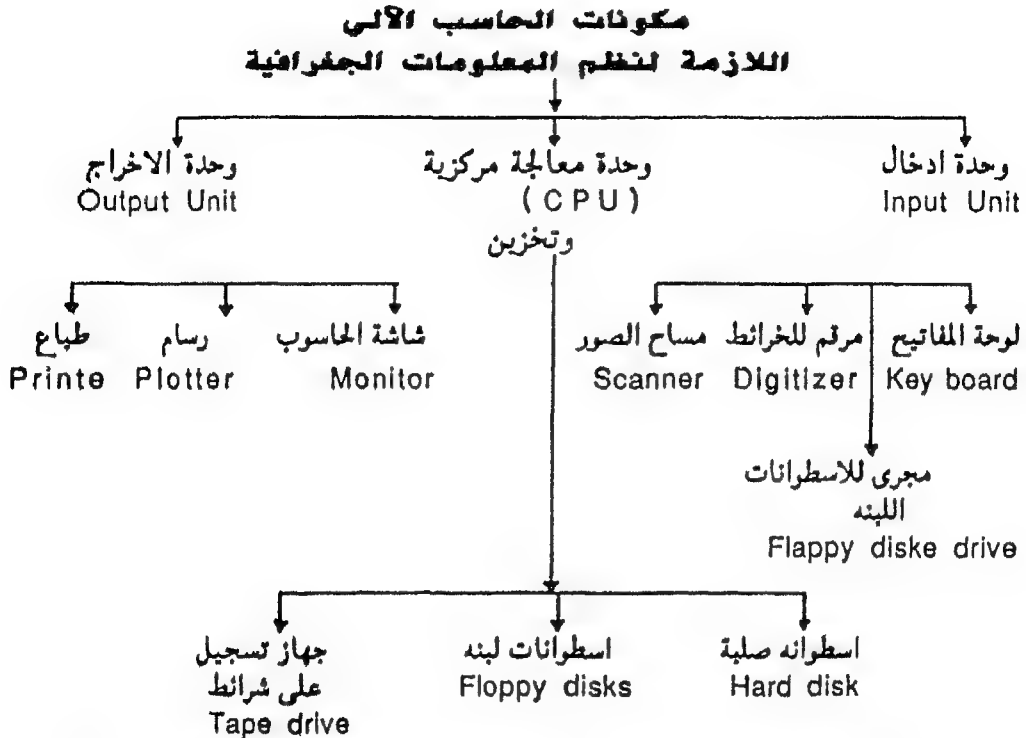 مكونات الحاسب الآلي
اللازمة لنظم المعلومات الجغرافية
وحدة ادخال
Input Unit
وحدة معالجة مركزية
(CPU)
وتخزين
وحدة الاخراج
Output Unit
لوحة المفاتيح
Key board
مرقم للخرائط
Digitizer
مساح الصور
Scanner
مجرى للاسطوانات
اللبنه
Flappy diske drive
شاشة الحاسوب
Monitor
رسام
Plotter
طباع
Printe
اسطوانه صلبة
Hard disk
اسطوانات لبنه
Floppy disks
جهاز تسجيل
على شرائط
Tape drive